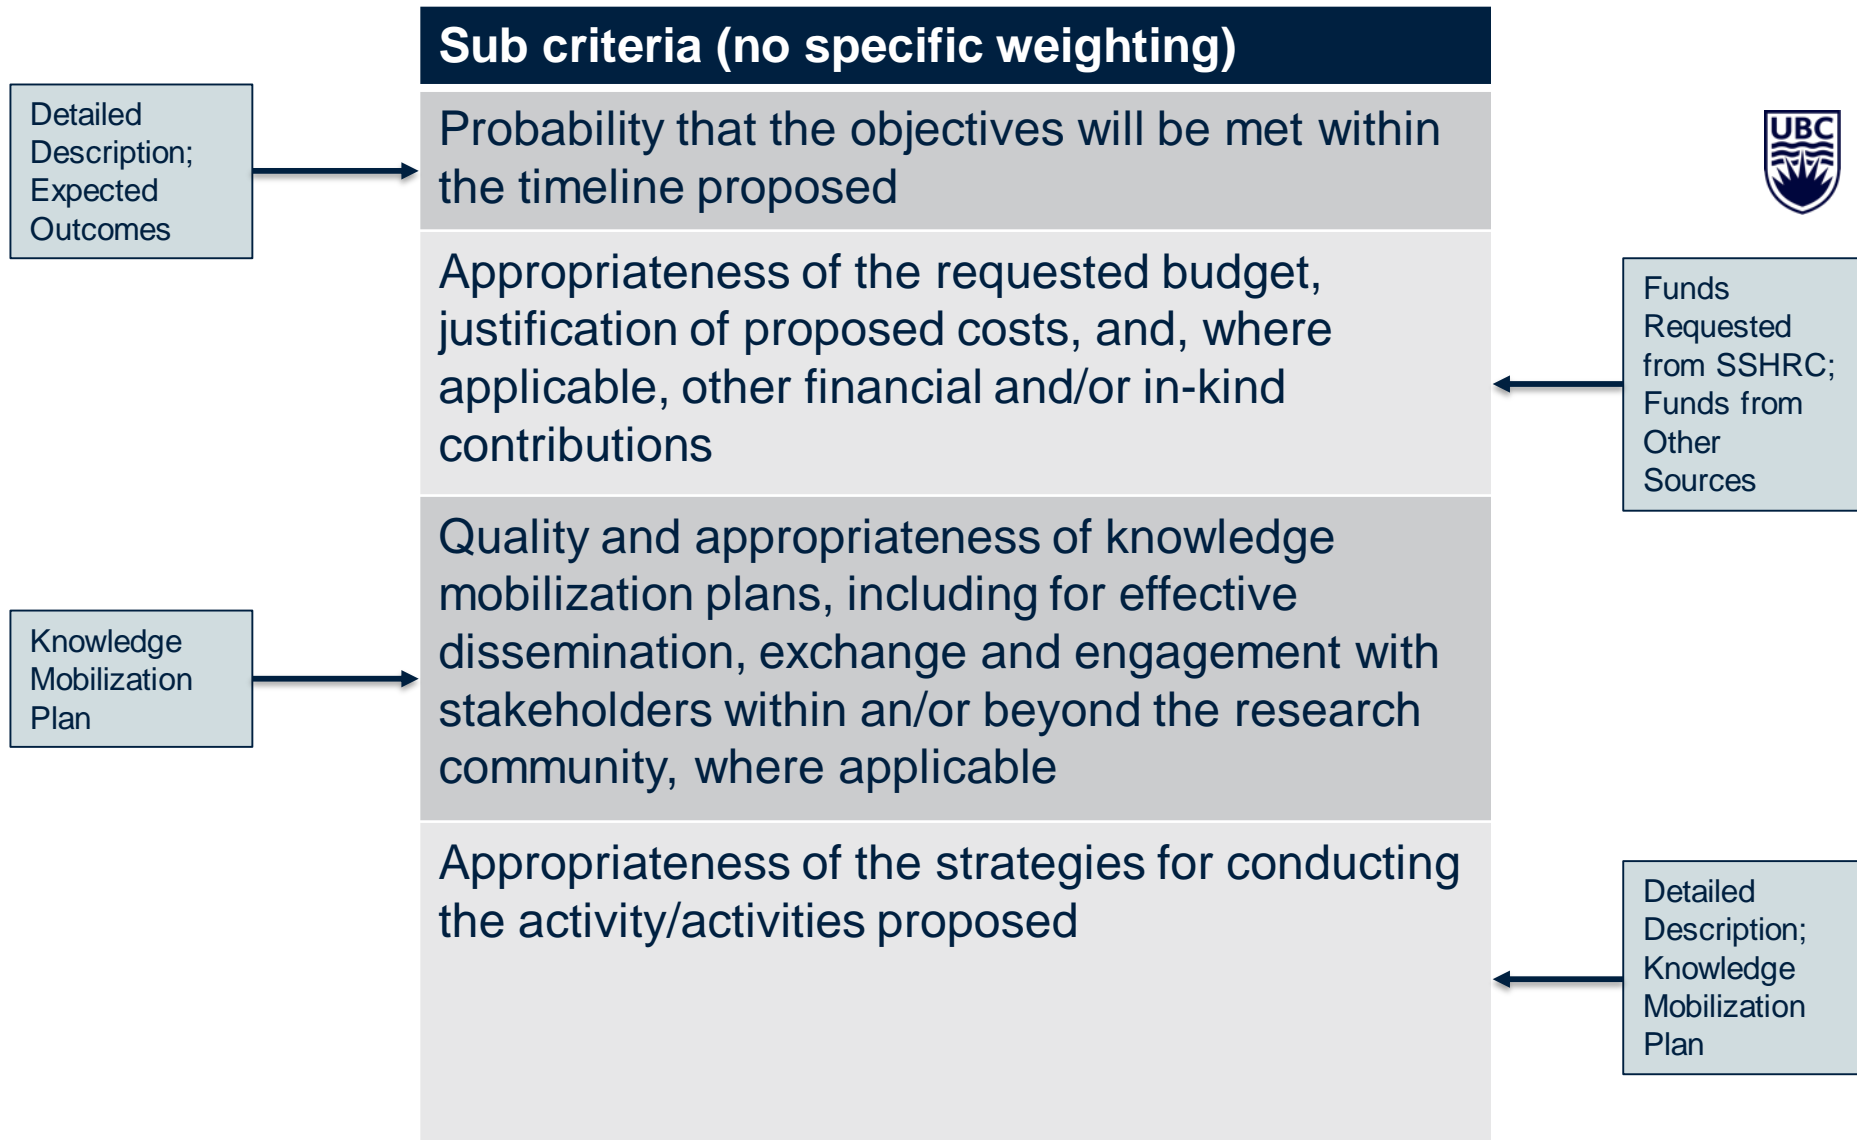 Sub criteria (no specific weighting)
Detailed
Description;
Expected
Outcomes
Probability that the objectives will be met within
the timeline proposed
UBC
Appropriateness of the requested budget,
justification of proposed costs, and, where
applicable, other financial and/or in-kind
contributions
Funds
Requested
from SSHRC;
Funds from
Other
Sources
Knowledge
Mobilization
Plan
Quality and appropriateness of knowledge
mobilization plans, including for effective
dissemination, exchange and engagement with
stakeholders within an/or beyond the research
community, where applicable
Appropriateness of the strategies for conducting
the activity/activities proposed
Detailed
Description;
Knowledge
Mobilization
Plan